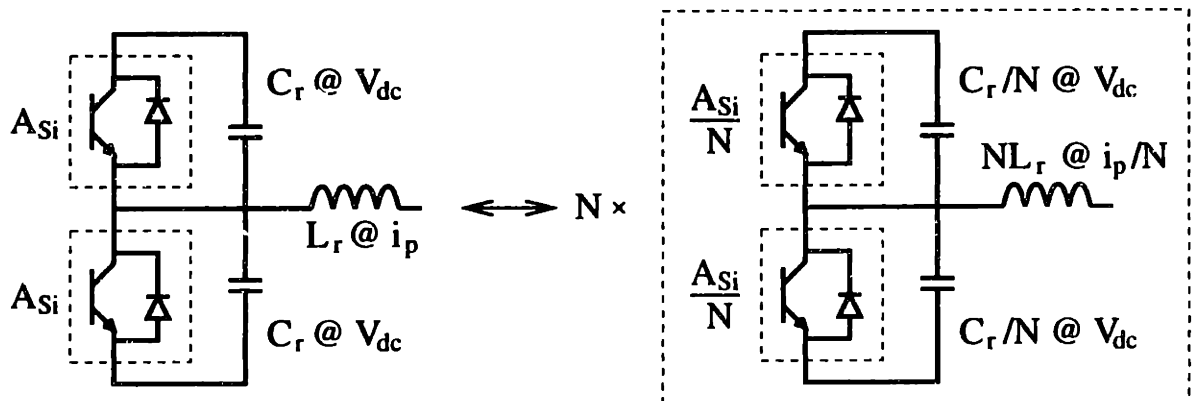 C_r @ V_dc
A_Si
L_r @ i_p
A_Si
C_r @ V_dc
N ×
A_Si
N
C_r/N @ V_dc
NL_r @ i_p/N
A_Si
N
C_r/N @ V_dc